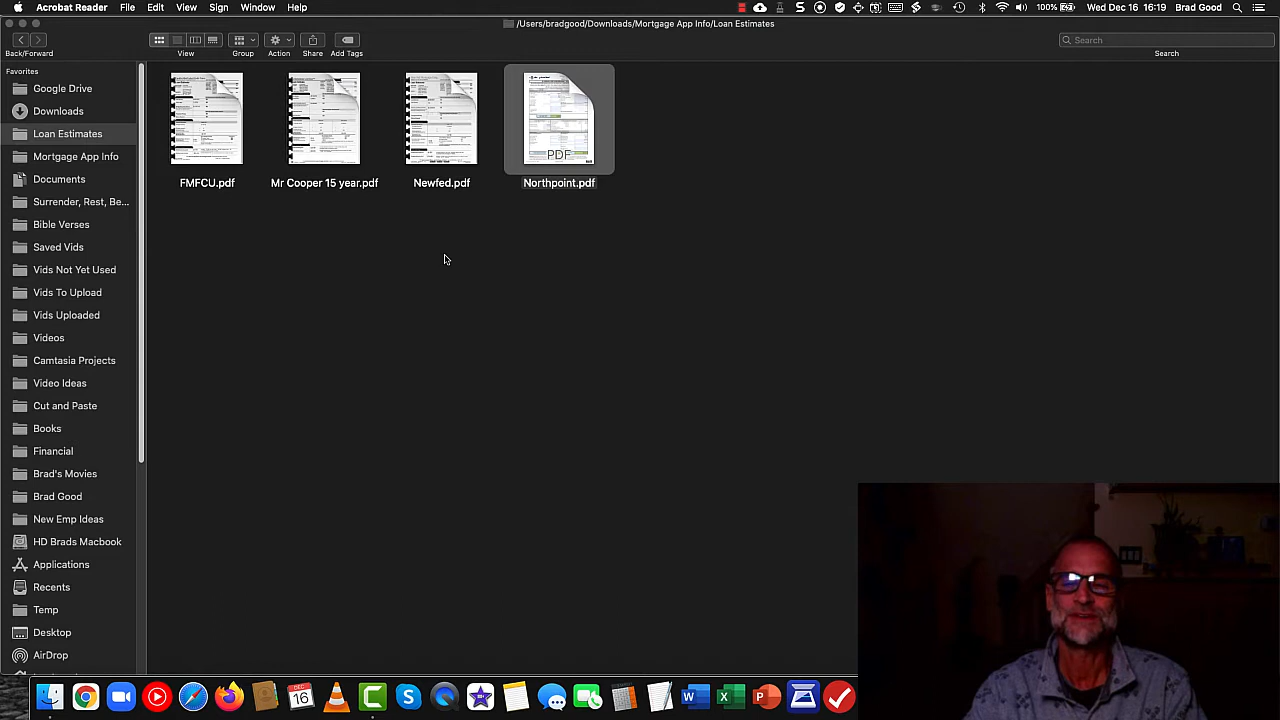 Acrobat Reader File Edit View Sign Window Help 100% Wed Dec 16 16:19 Brad Good
/Users/bradgood/Downloads/Mortgage App Info/Loan Estimates
Back/Forward View Group Action Share Add Tags Search
Search
Favorites
Google Drive
Downloads
Loan Estimates
Mortgage App Info
Documents
Surrender, Rest, Be...
Bible Verses
Saved Vids
Vids Not Yet Used
Vids To Upload
Vids Uploaded
Videos
Camtasia Projects
Video Ideas
Cut and Paste
Books
Financial
Brad's Movies
Brad Good
New Emp Ideas
HD Brads Macbook
Applications
Recents
Temp
Desktop
AirDrop
PDF
FMFCU.pdf Mr Cooper 15 year.pdf Newfed.pdf Northpoint.pdf
DEC
16